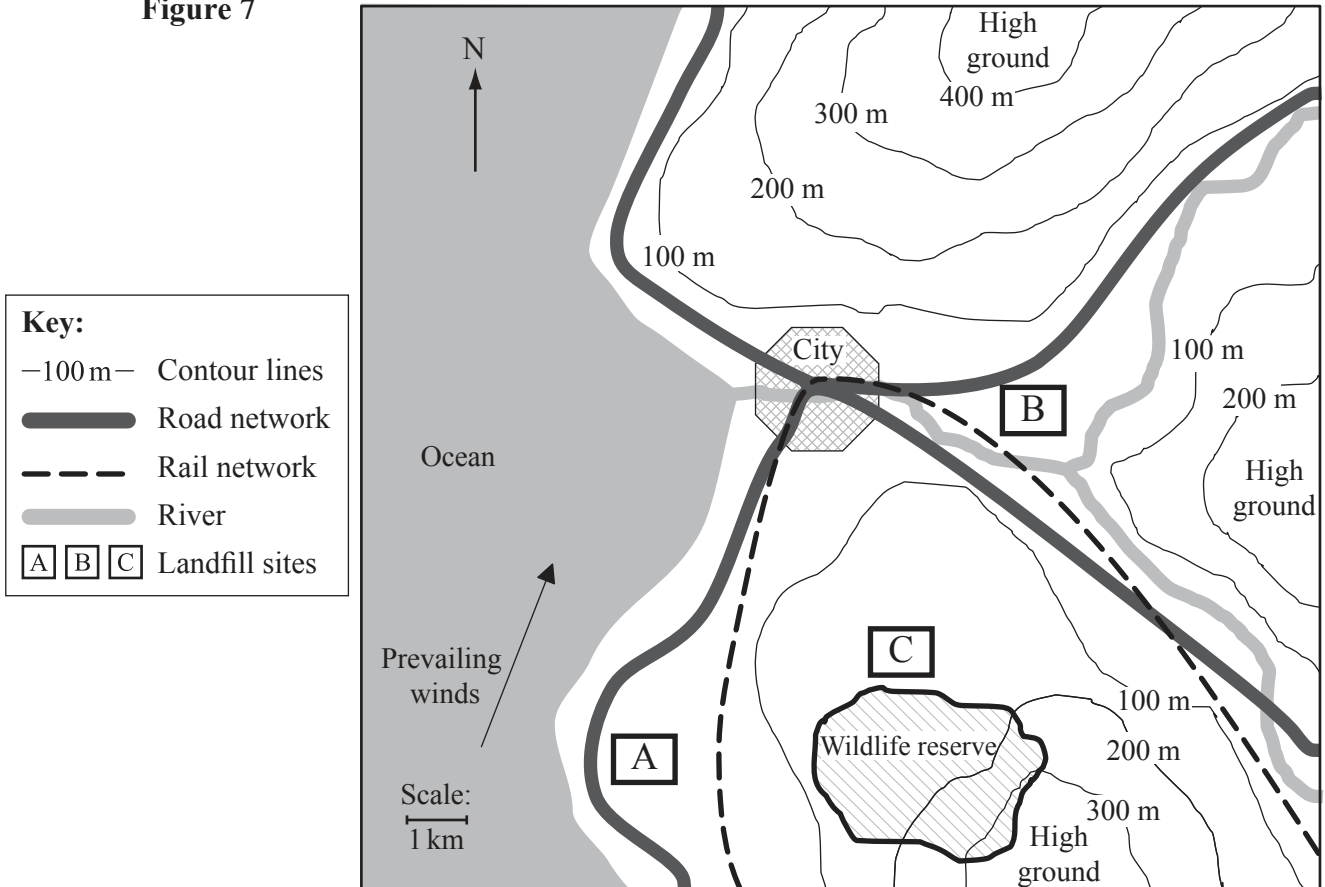 Figure 7
N
High
ground
400 m
300 m
200 m
100 m
Key:
100 m
Contour lines
Road network
Rail network
River
A B C Landfill sites
City
B
100 m
200 m
High
ground
Ocean
Prevailing
winds
C
A
Wildlife reserve
100 m
200 m
300 m
High
ground
Scale:
1 km